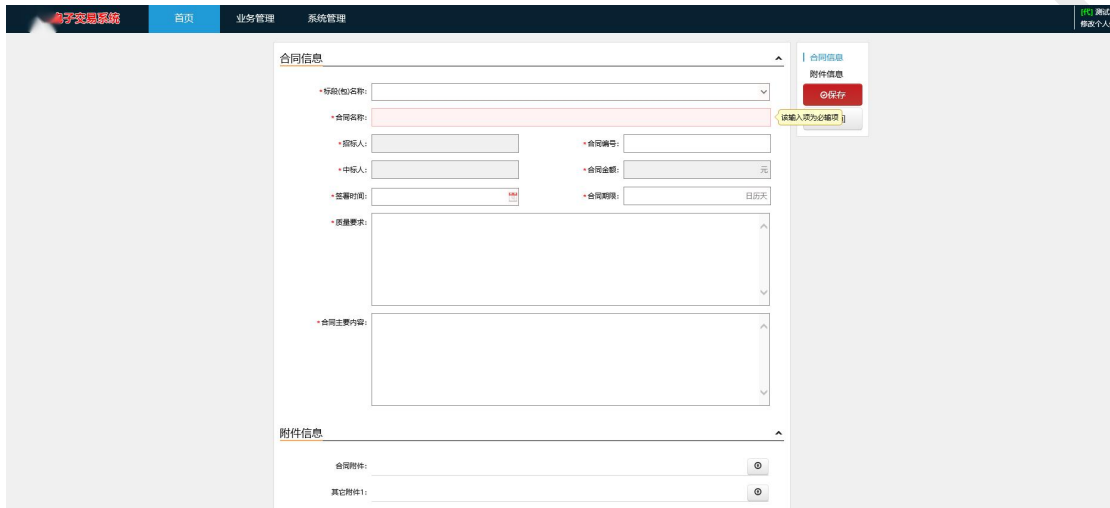 电子交易系统 首页 业务管理 系统管理 [代] 测试
修改个人
合同信息
合同信息
附件信息
*标段(包)名称:
保存
*合同名称: 该输入项为必输项
*招标人: *合同编号:
*中标人: *合同金额: 元
*签署时间: *合同期限: 日历天
*质量要求:
*合同主要内容:
附件信息
合同附件:
其它附件1: